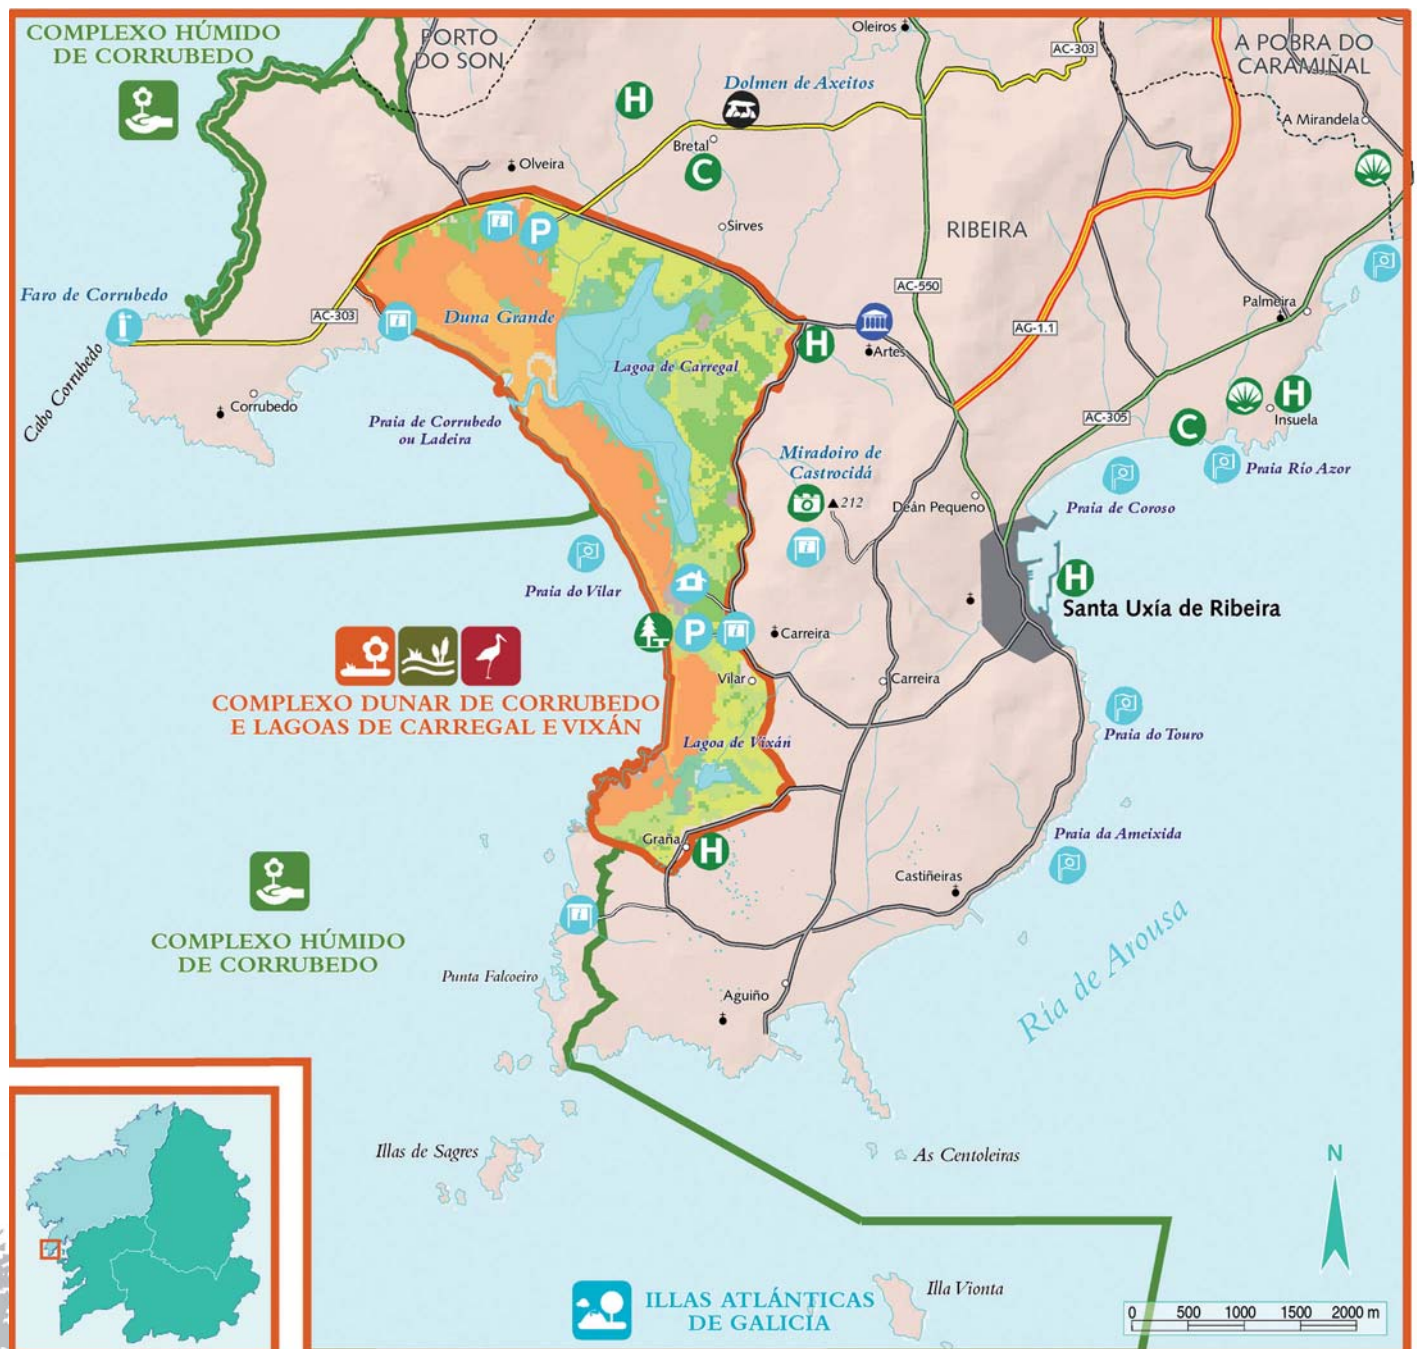 COMPLEXO HÚMIDO
DE CORRUBEDO
PORTO
DO SON
Oleiros
AC-303
A POBRA DO
CARAMIÑAL
Dolmen de Axeitos
H
A Mirandela
Bretal
C
Olveira
i
P
Sirves
RIBEIRA
Faro de Corrubedo
AC-303
i
Duna Grande
AC-550
Palmeira
AG-1.1
H
Artes
Lagoa de Carregal
Cabo Corrubedo
Corrubedo
Praia de Corrubedo
ou Ladeira
AC-305
H
Insuela
C
Miradoiro de
Castrocidá
Praia Río Azor
212
Deán Pequeno
Praia de Coroso
i
Praia do Vilar
H
Santa Uxía de Ribeira
P
i
Carreira
Vilar
Carreira
COMPLEXO DUNAR DE CORRUBEDO
E LAGOAS DE CARREGAL E VIXÁN
Lagoa de Vixán
Praia do Touro
Graña
H
Praia da Ameixida
Castiñeiras
i
COMPLEXO HÚMIDO
DE CORRUBEDO
Punta Falcoeiro
Aguiño
Ría de Arousa
Illas de Sagres
As Centoleiras
N
Illa Vionta
ILLAS ATLÁNTICAS
DE GALICIA
0 500 1000 1500 2000 m